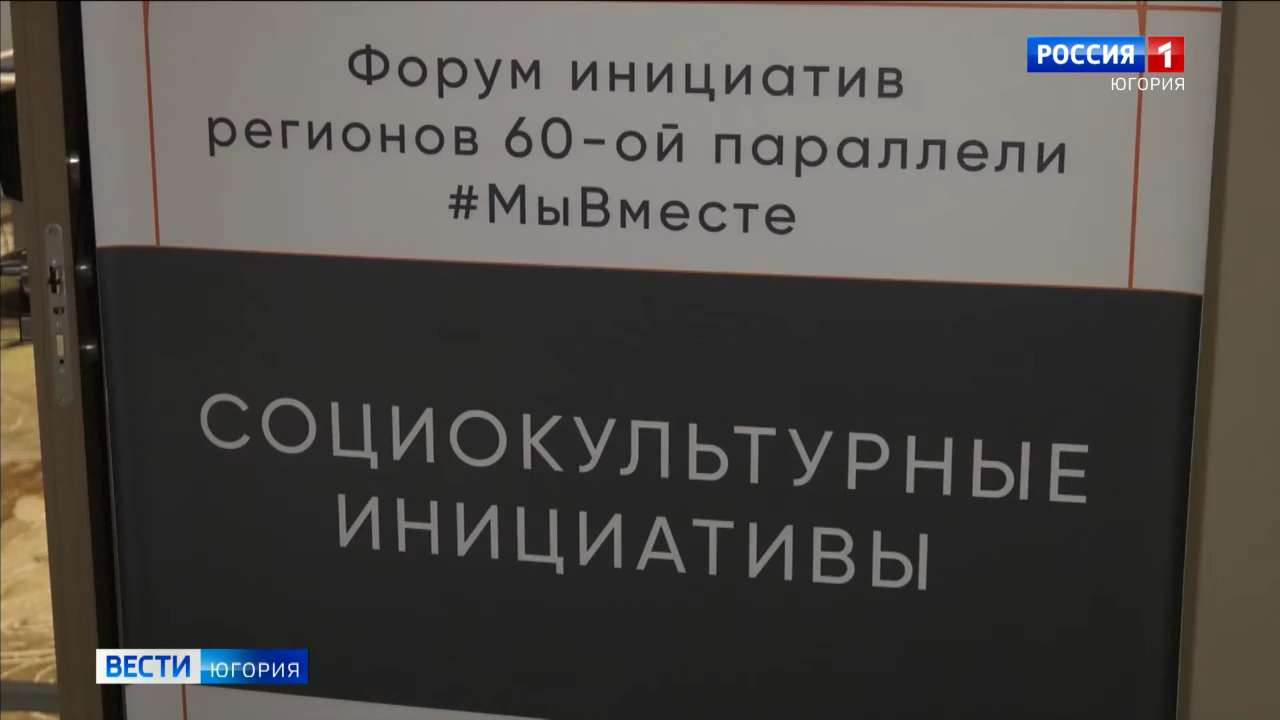 Форум инициатив
регионов 60-ой параллели
#МыВместе
РОССИЯ 1
ЮГОРИЯ
СОЦИОКУЛЬТУРНЫЕ
ИНИЦИАТИВЫ
ВЕСТИ ЮГОРИЯ